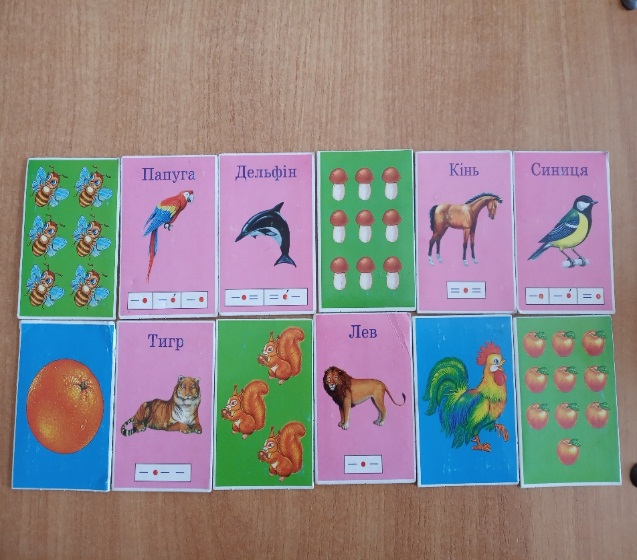 Папуга
Дельфін
Кінь
Синиця
Тигр
Лев